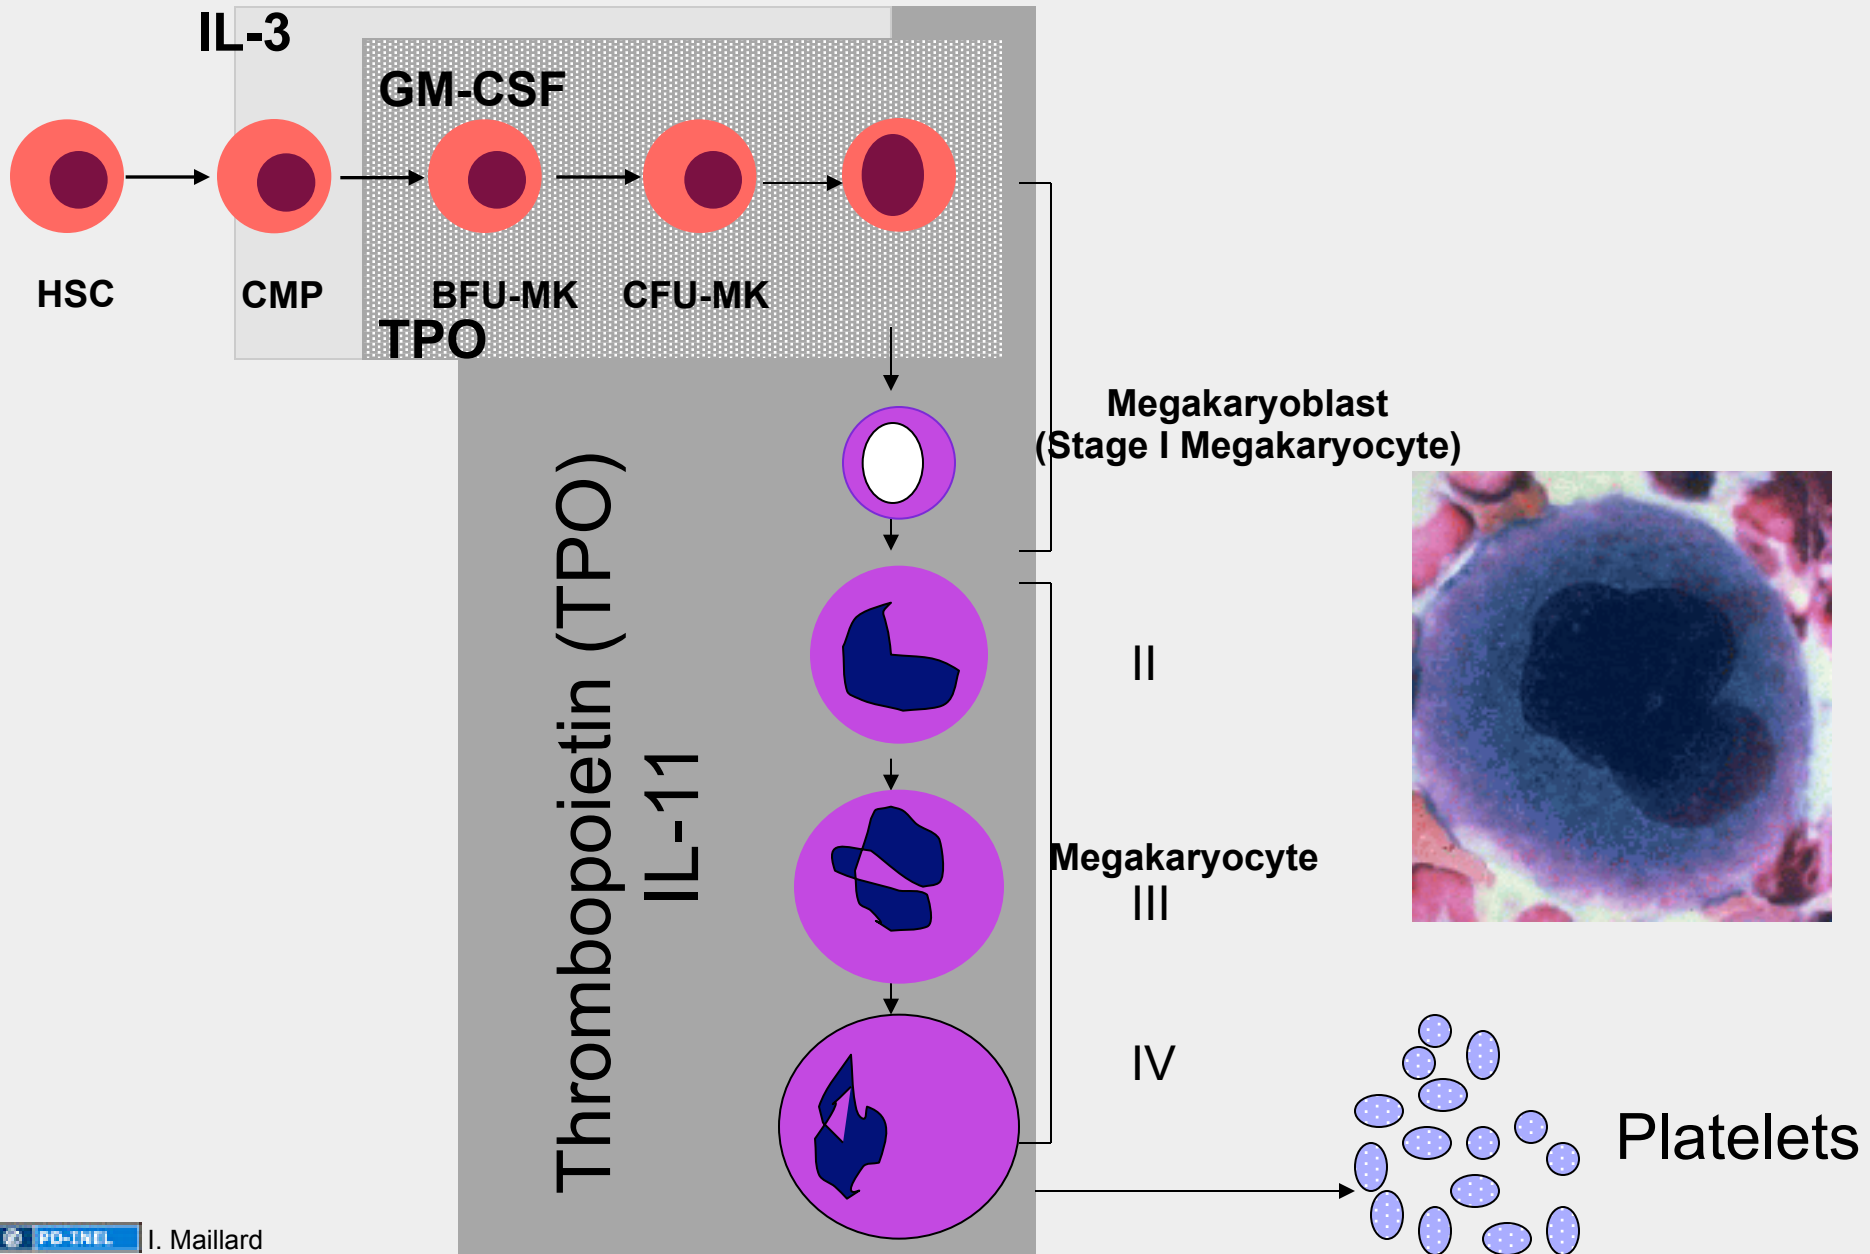 IL-3
GM-CSF
HSC
CMP
BFU-MK
CFU-MK
TPO
Megakaryoblast
(Stage I Megakaryocyte)
Thrombopoietin (TPO)
IL-11
II
Megakaryocyte
III
IV
Platelets
PD-INEL
I. Maillard